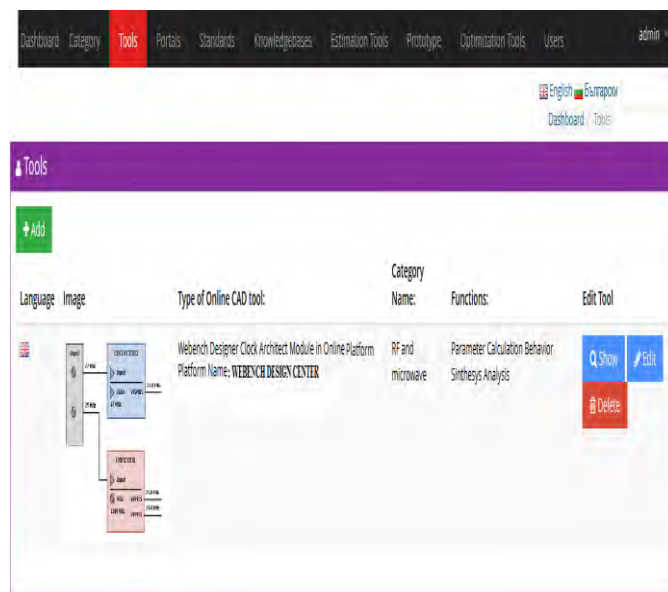 Dashboard Category Tools Portals Standards Knowledgebases Estimation Tools Prototype Optimization Tools Users admin
English Български
Dashboard / Tools
Tools
+ Add
Language Image Type of Online CAD tool: Category Name: Functions: Edit Tool
Webench Designer Clock Architect Module in Online Platform
Platform Name: WEBENCH DESIGN CENTER
RF and
microwave
Parameter Calculation Behavior
Sinthesys Analysis
Show Edit
Delete
Input
Input